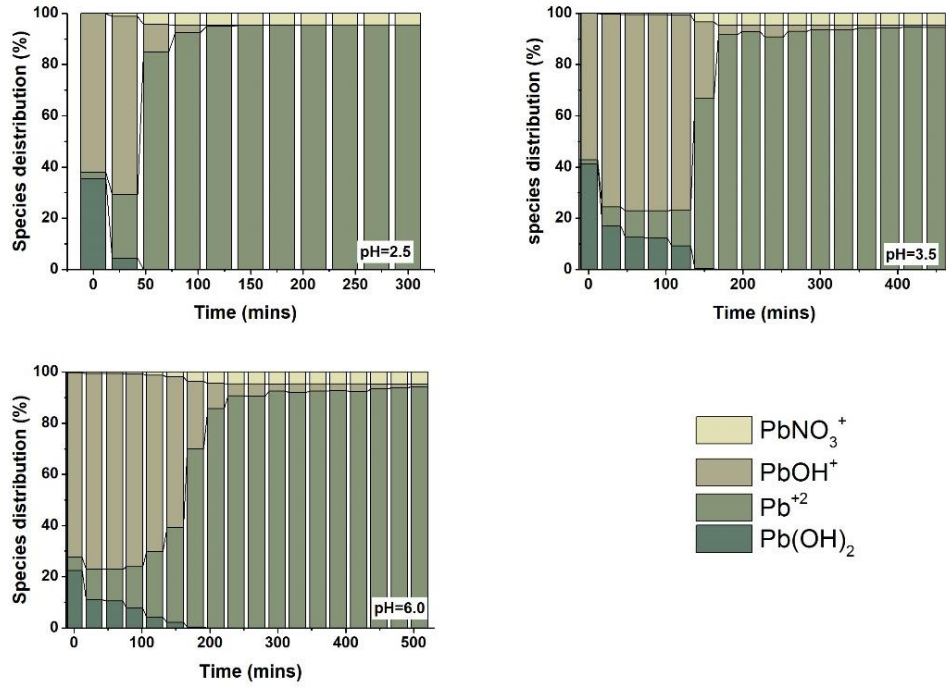 Species deistribution (%)
100
80
60
40
20
0
pH=2.5
0 50 100 150 200 250 300
Time (mins)
species distribution (%)
100
80
60
40
20
0
pH=3.5
0 100 200 300 400
Time (mins)
Species distribution (%)
100
80
60
40
20
0
pH=6.0
0 100 200 300 400 500
Time (mins)
PbNO₃⁺
PbOH⁺
Pb⁺²
Pb(OH)₂